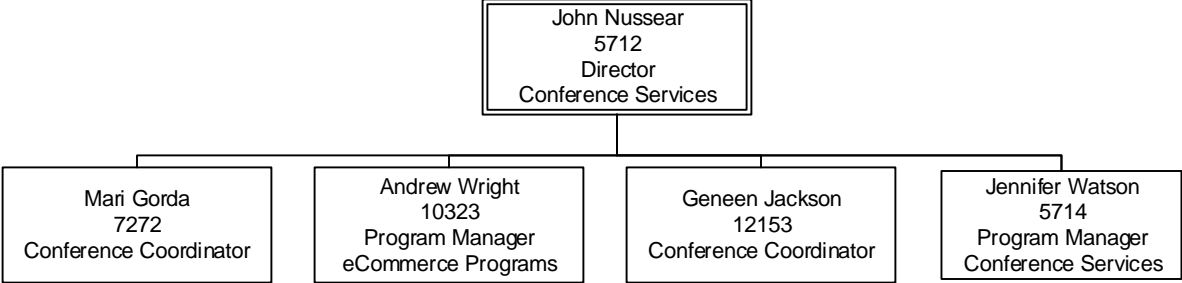 John Nussear
5712
Director
Conference Services
Mari Gorda
7272
Conference Coordinator
Andrew Wright
10323
Program Manager
eCommerce Programs
Geneen Jackson
12153
Conference Coordinator
Jennifer Watson
5714
Program Manager
Conference Services